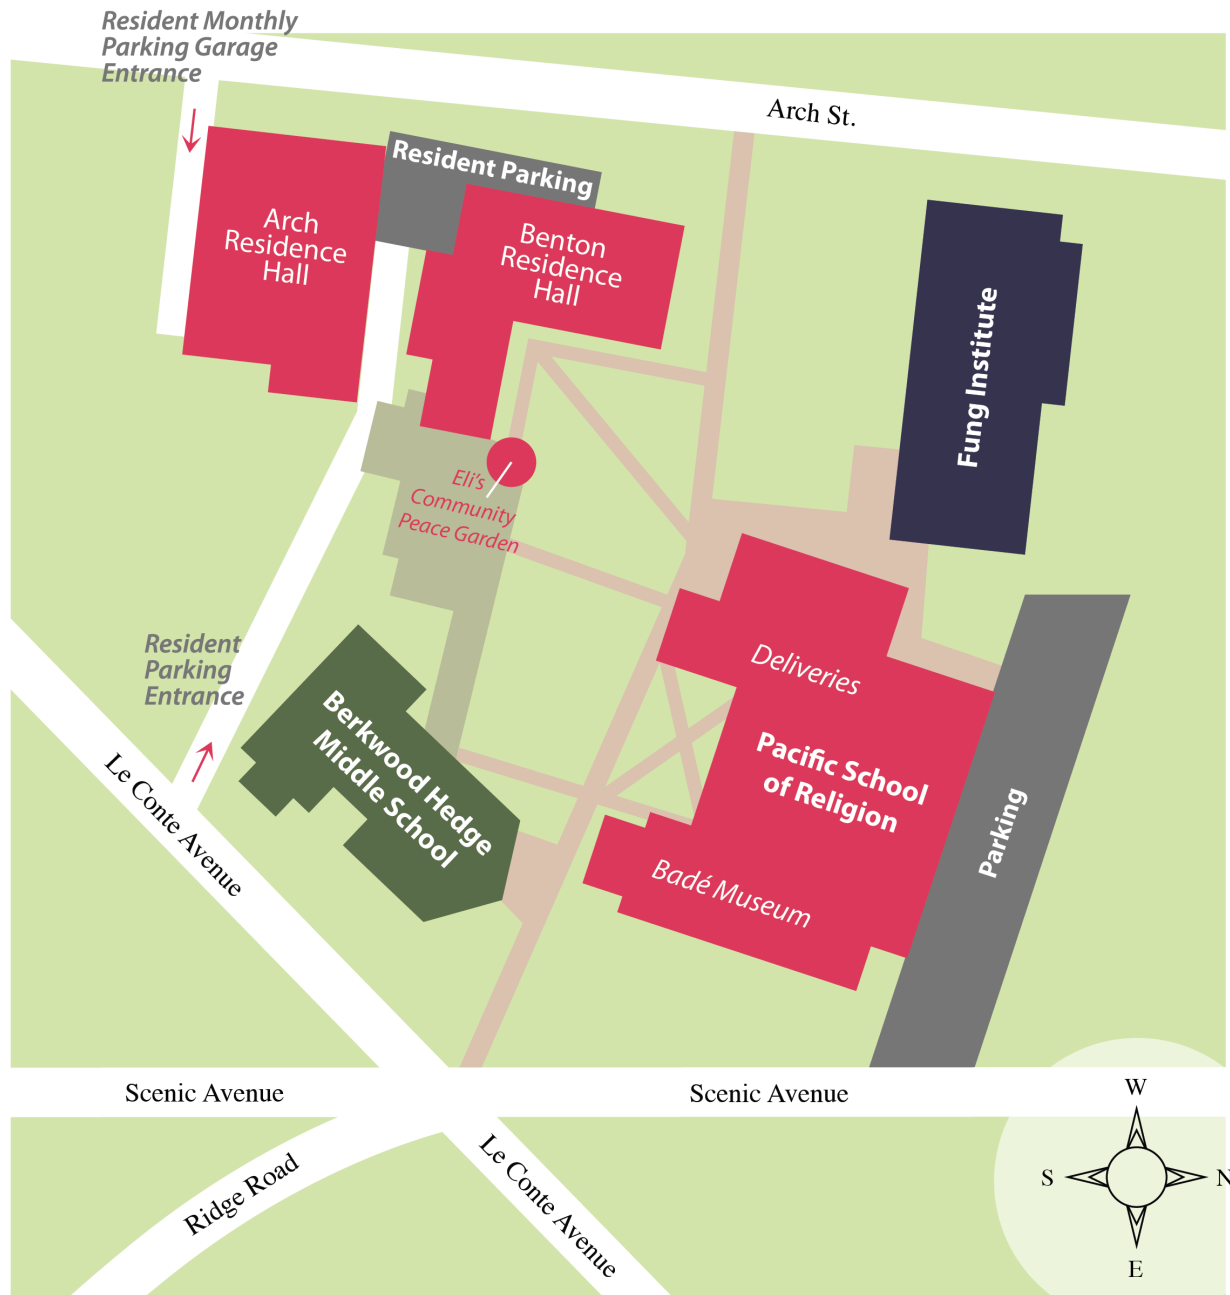 Resident Monthly
Parking Garage
Entrance
Arch St.
Resident Parking
Arch
Residence
Hall
Benton
Residence
Hall
Fung Institute
Eli's
Community
Peace Garden
Resident
Parking
Entrance
Deliveries
Berkwood Hedge
Middle School
Pacific School
of Religion
Parking
Le Conte Avenue
Badé Museum
Scenic Avenue
Scenic Avenue
W
S
N
E
Ridge Road
Le Conte Avenue